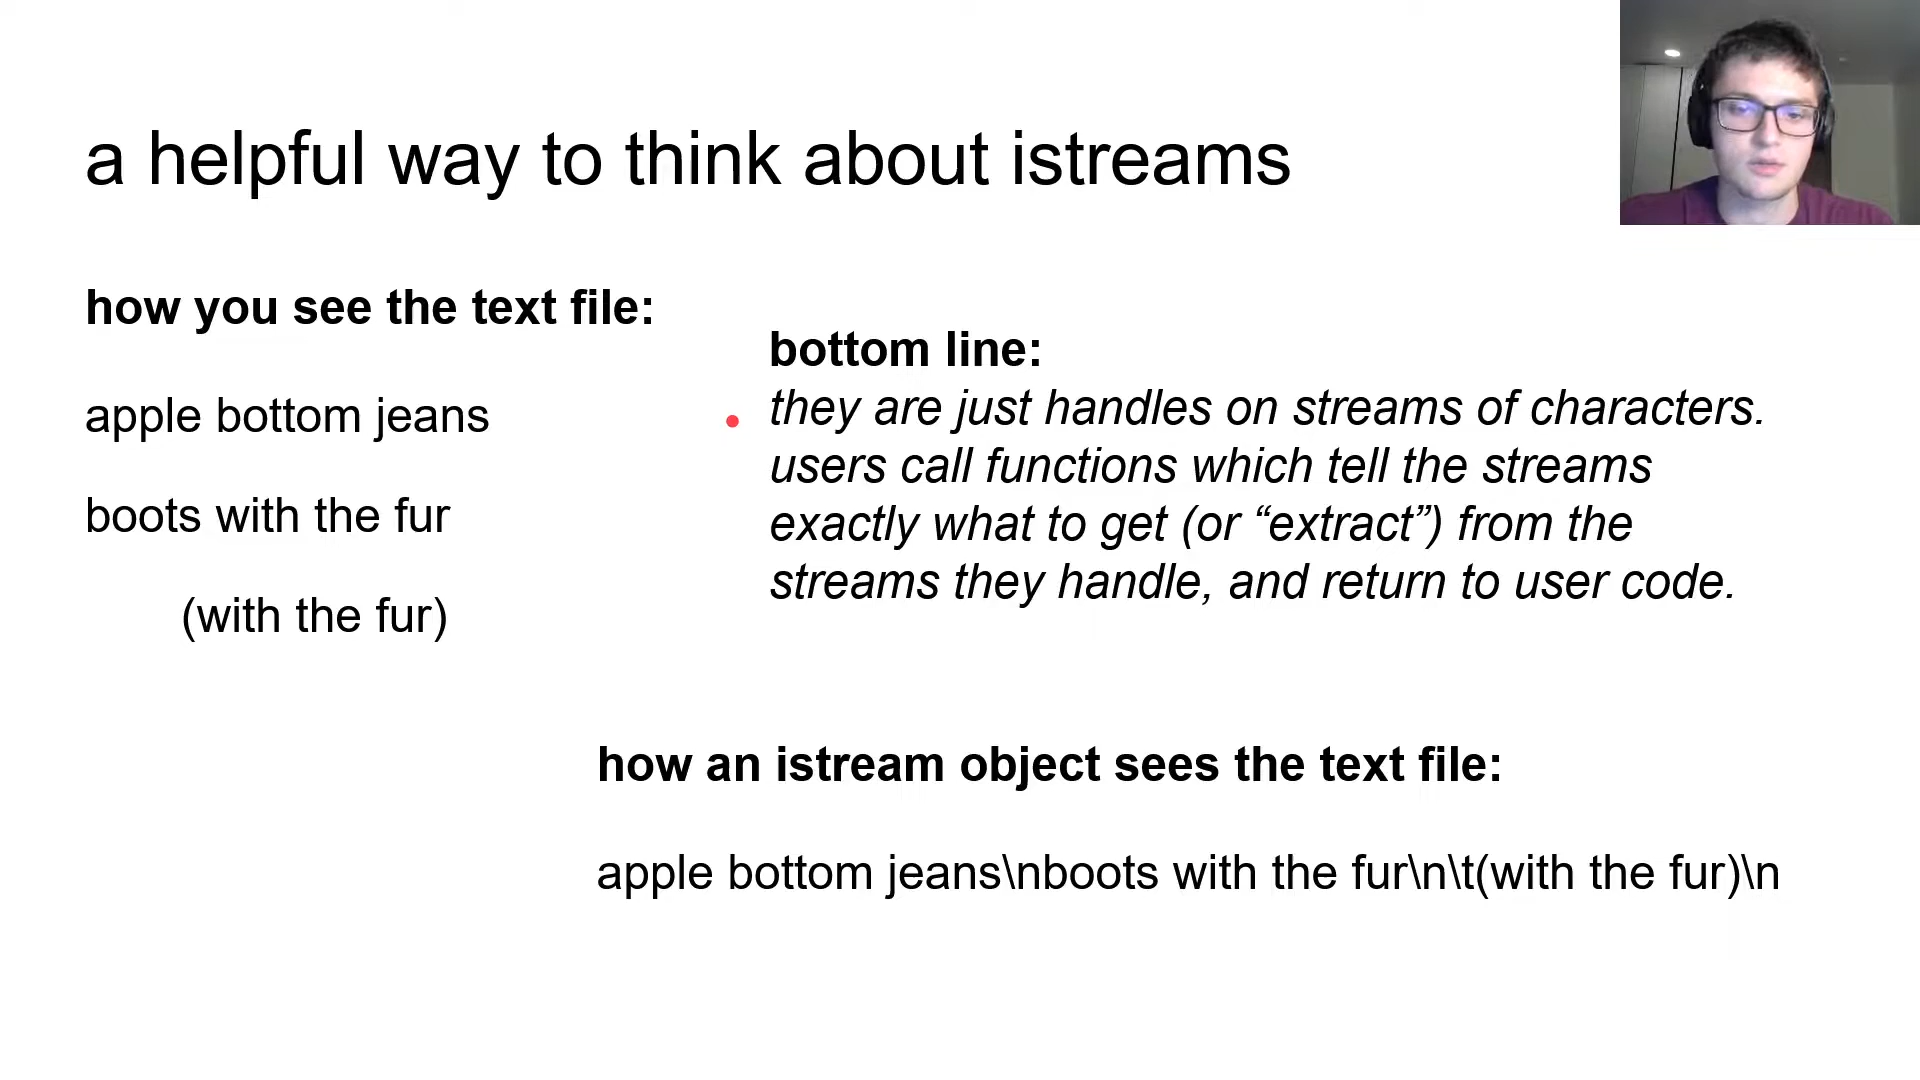 a helpful way to think about istreams
how you see the text file:
apple bottom jeans
boots with the fur
(with the fur)
bottom line:
they are just handles on streams of characters.
users call functions which tell the streams
exactly what to get (or “extract”) from the
streams they handle, and return to user code.
how an istream object sees the text file:
apple bottom jeans\nboots with the fur\n\t(with the fur)\n